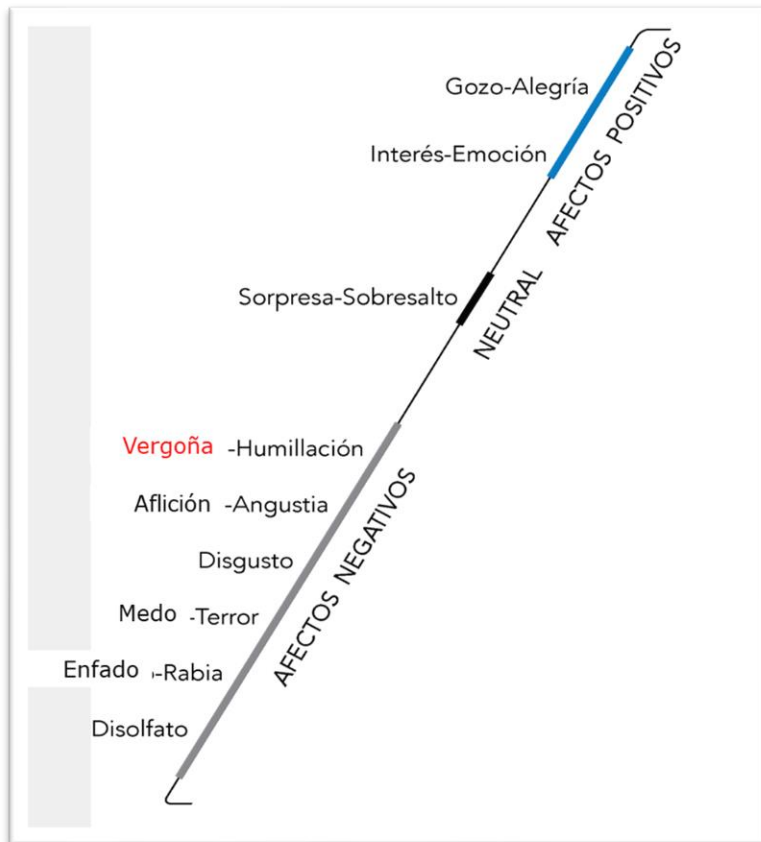 Gozo-Alegría
Interés-Emoción
AFECTOS POSITIVOS
Sorpresa-Sobresalto
NEUTRAL
Vergoña -Humillación
Aflición -Angustia
Disgusto
Medo -Terror
Enfado -Rabia
Disolfato
AFECTOS NEGATIVOS